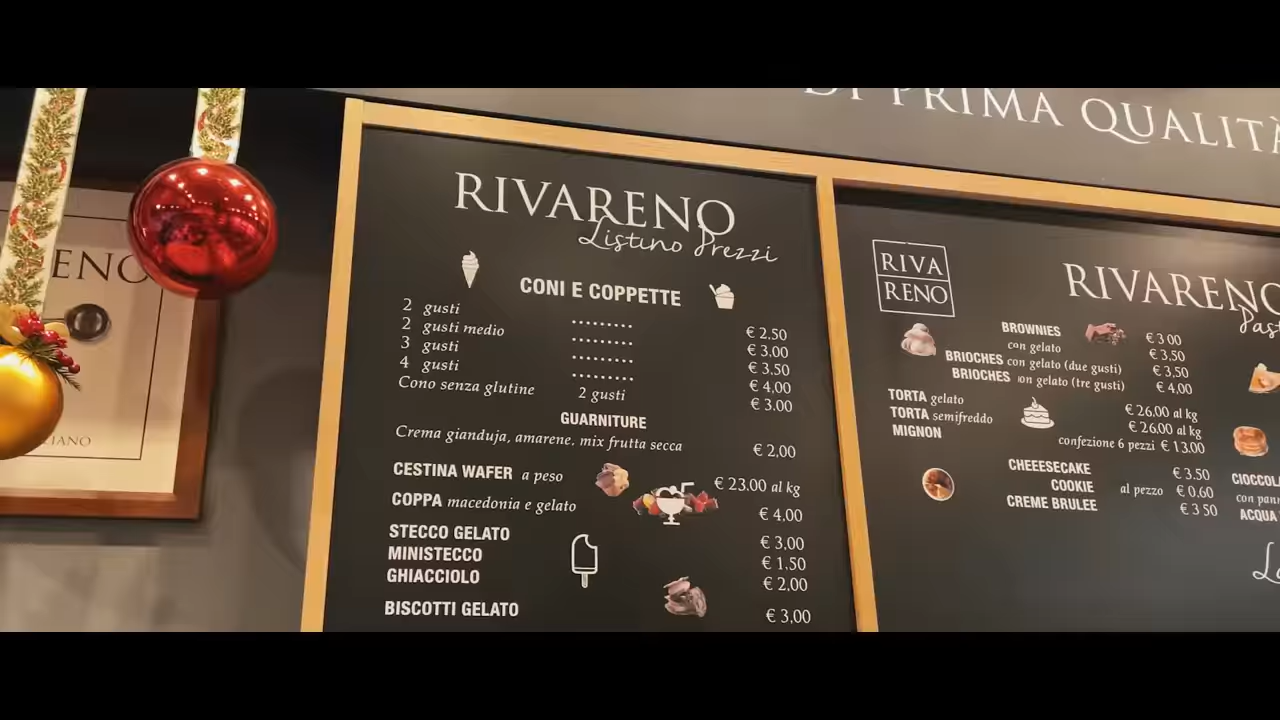 DI PRIMA QUALITÀ
ENO
LIANO
RIVARENO
Listino Prezzi
CONI E COPPETTE
2 gusti ......... € 2,50
2 gusti medio ......... € 3,00
3 gusti ......... € 3,50
4 gusti ......... € 4,00
Cono senza glutine 2 gusti € 3,00
GUARNITURE
Crema gianduja, amarene, mix frutta secca € 2,00
CESTINA WAFER a peso € 23.00 al kg
COPPA macedonia e gelato € 4,00
STECCO GELATO € 3,00
MINISTECCO € 1,50
GHIACCIOLO € 2,00
BISCOTTI GELATO € 3,00
RIVA
RENO
RIVARENO
BROWNIES € 3 00
con gelato € 3,50
BRIOCHES con gelato (due gusti) € 3,50
BRIOCHES on gelato (tre gusti) € 4,00
TORTA gelato € 26.00 al kg
TORTA semifreddo € 26.00 al kg
MIGNON confezione 6 pezzi € 13.00
CHEEESECAKE € 3.50
COOKIE al pezzo € 0.60
CREME BRULEE € 3 50
CIOCCOL
con pann
ACQUA